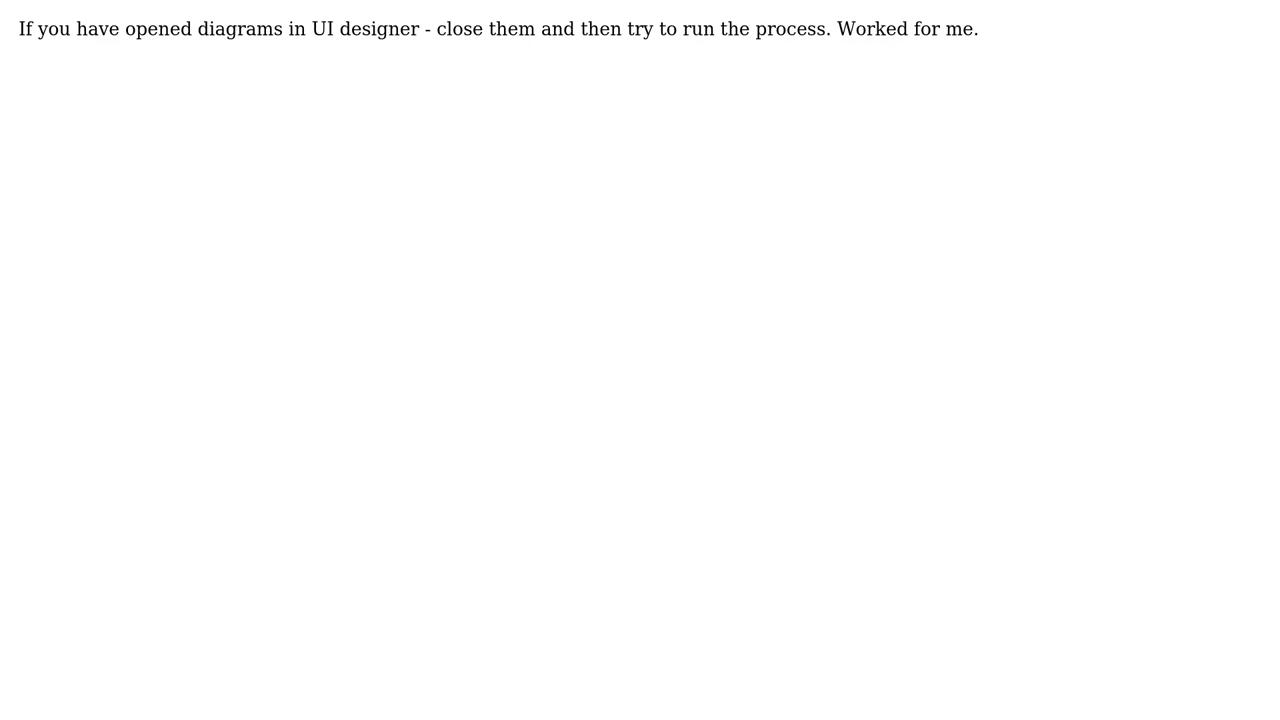 If you have opened diagrams in UI designer - close them and then try to run the process. Worked for me.